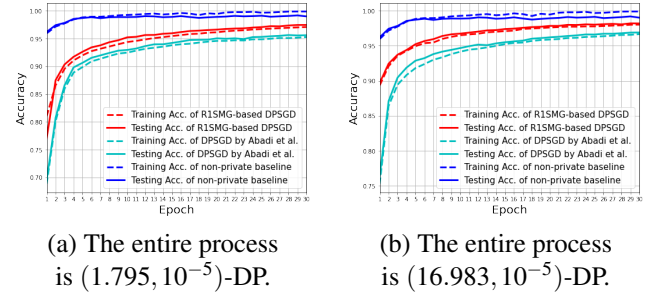 1.00
0.95
0.90
0.85
0.80
0.75
0.70
Accuracy
Training Acc. of R1SMG-based DPSGD
Testing Acc. of R1SMG-based DPSGD
Training Acc. of DPSGD by Abadi et al.
Testing Acc. of DPSGD by Abadi et al.
Training Acc. of non-private baseline
Testing Acc. of non-private baseline
1 2 3 4 5 6 7 8 9 10 11 12 13 14 15 16 17 18 19 20 21 22 23 24 25 26 27 28 29 30
Epoch
(a) The entire process
is (1.795, 10⁻⁵)-DP.
1.00
0.95
0.90
0.85
0.80
0.75
Accuracy
Training Acc. of R1SMG-based DPSGD
Testing Acc. of R1SMG-based DPSGD
Training Acc. of DPSGD by Abadi et al.
Testing Acc. of DPSGD by Abadi et al.
Training Acc. of non-private baseline
Testing Acc. of non-private baseline
1 2 3 4 5 6 7 8 9 10 11 12 13 14 15 16 17 18 19 20 21 22 23 24 25 26 27 28 29 30
Epoch
(b) The entire process
is (16.983, 10⁻⁵)-DP.